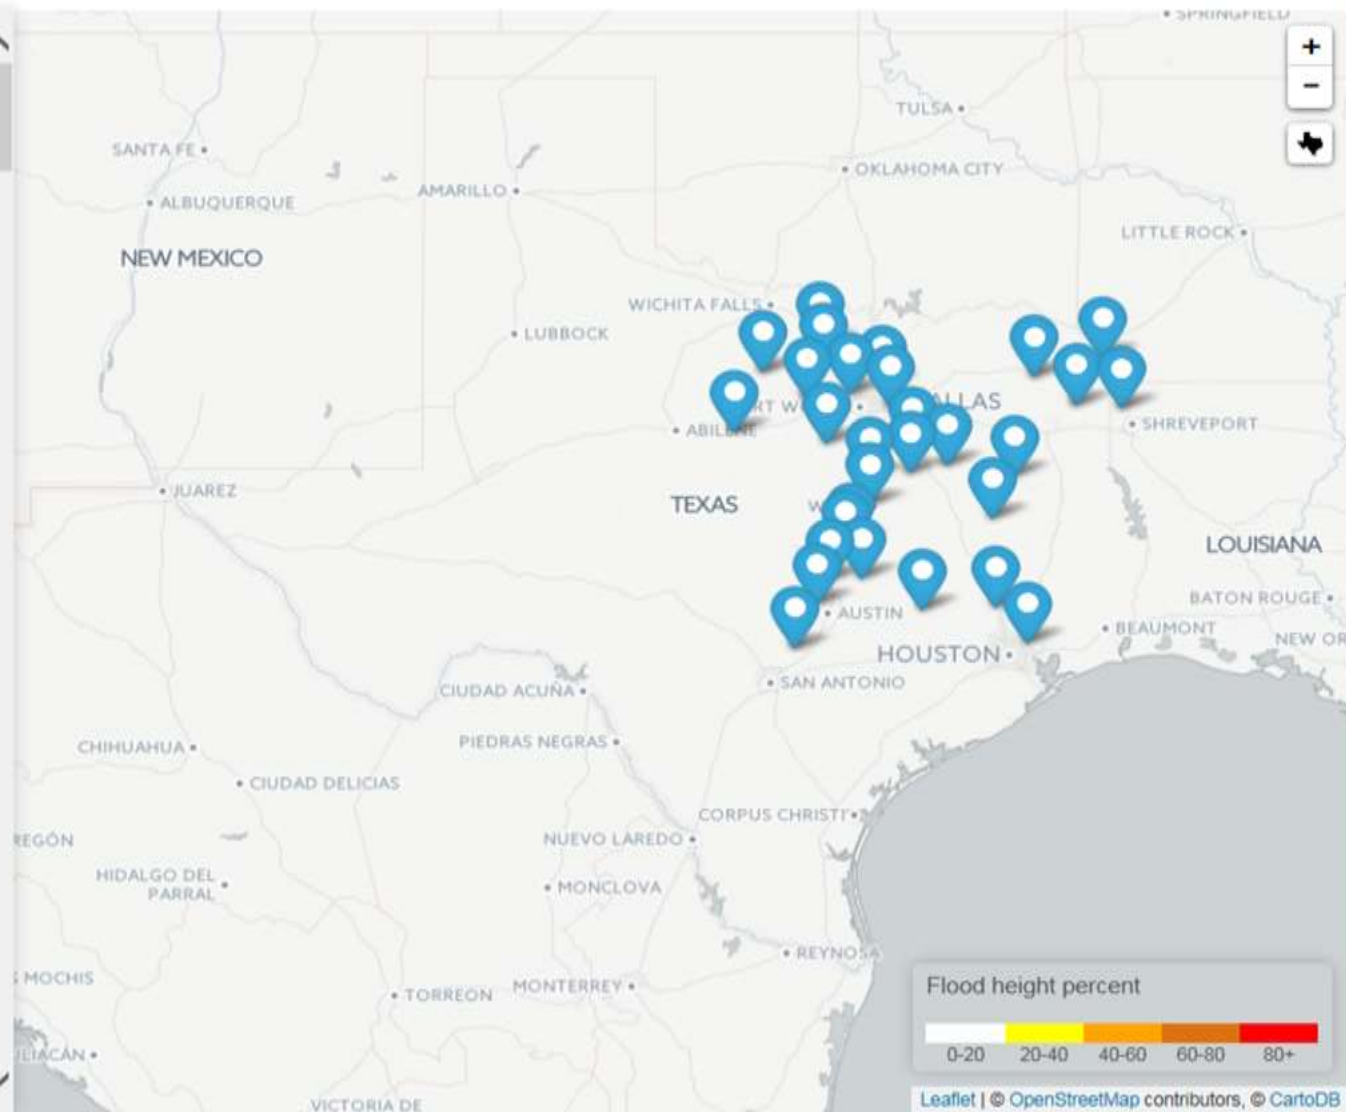 SPRINGFIELD
+
−
TULSA
SANTA FE
OKLAHOMA CITY
AMARILLO
ALBUQUERQUE
LITTLE ROCK
NEW MEXICO
WICHITA FALLS
LUBBOCK
ALLAS
RT W
ABILENE
SHREVEPORT
JUAREZ
TEXAS
W
LOUISIANA
BATON ROUGE
AUSTIN
BEAUMONT
NEW OR
HOUSTON
SAN ANTONIO
CIUDAD ACUÑA
CHIHUAHUA
PIEDRAS NEGRAS
CIUDAD DELICIAS
CORPUS CHRISTI
REGÓN
NUEVO LAREDO
HIDALGO DEL
PARRAL
MONCLOVA
REYNOSA
MOCHIS
MONTERREY
TORREÓN
Flood height percent
0-20 20-40 40-60 60-80 80+
LIACÁN
Leaflet | © OpenStreetMap contributors, © CartoDB
VICTORIA DE